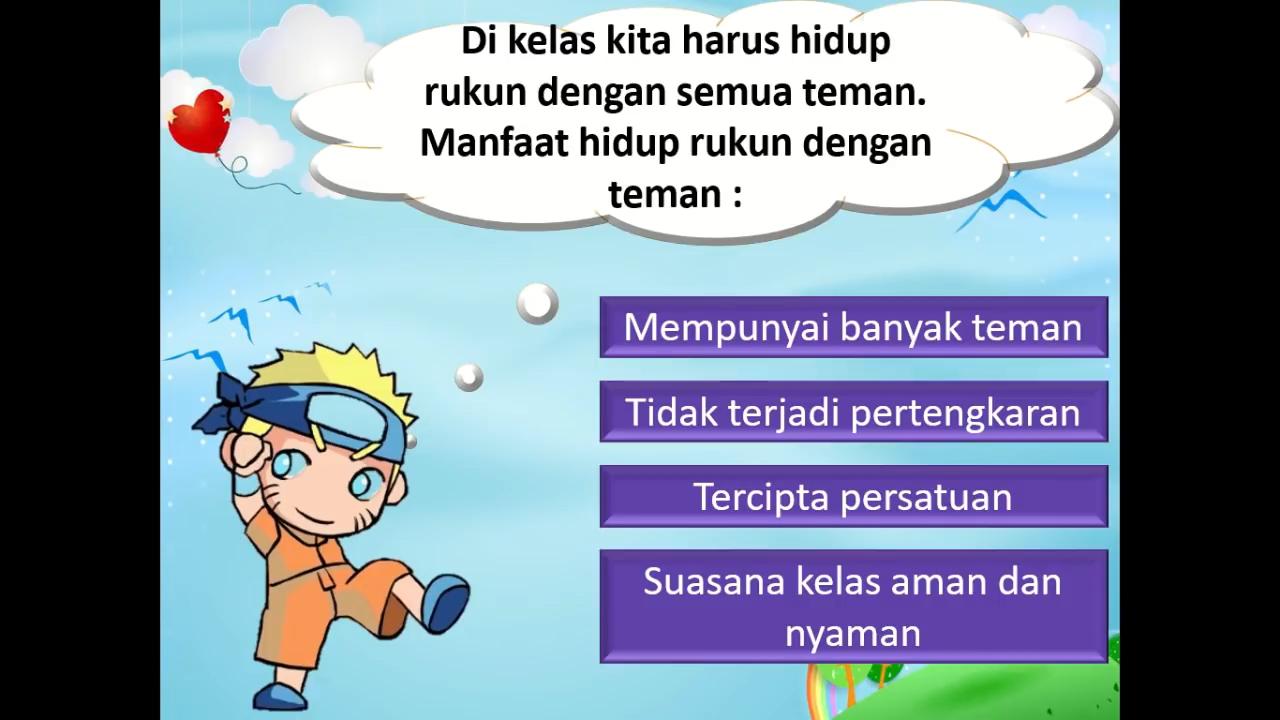 Di kelas kita harus hidup
rukun dengan semua teman.
Manfaat hidup rukun dengan
teman :
Mempunyai banyak teman
Tidak terjadi pertengkaran
Tercipta persatuan
Suasana kelas aman dan
nyaman